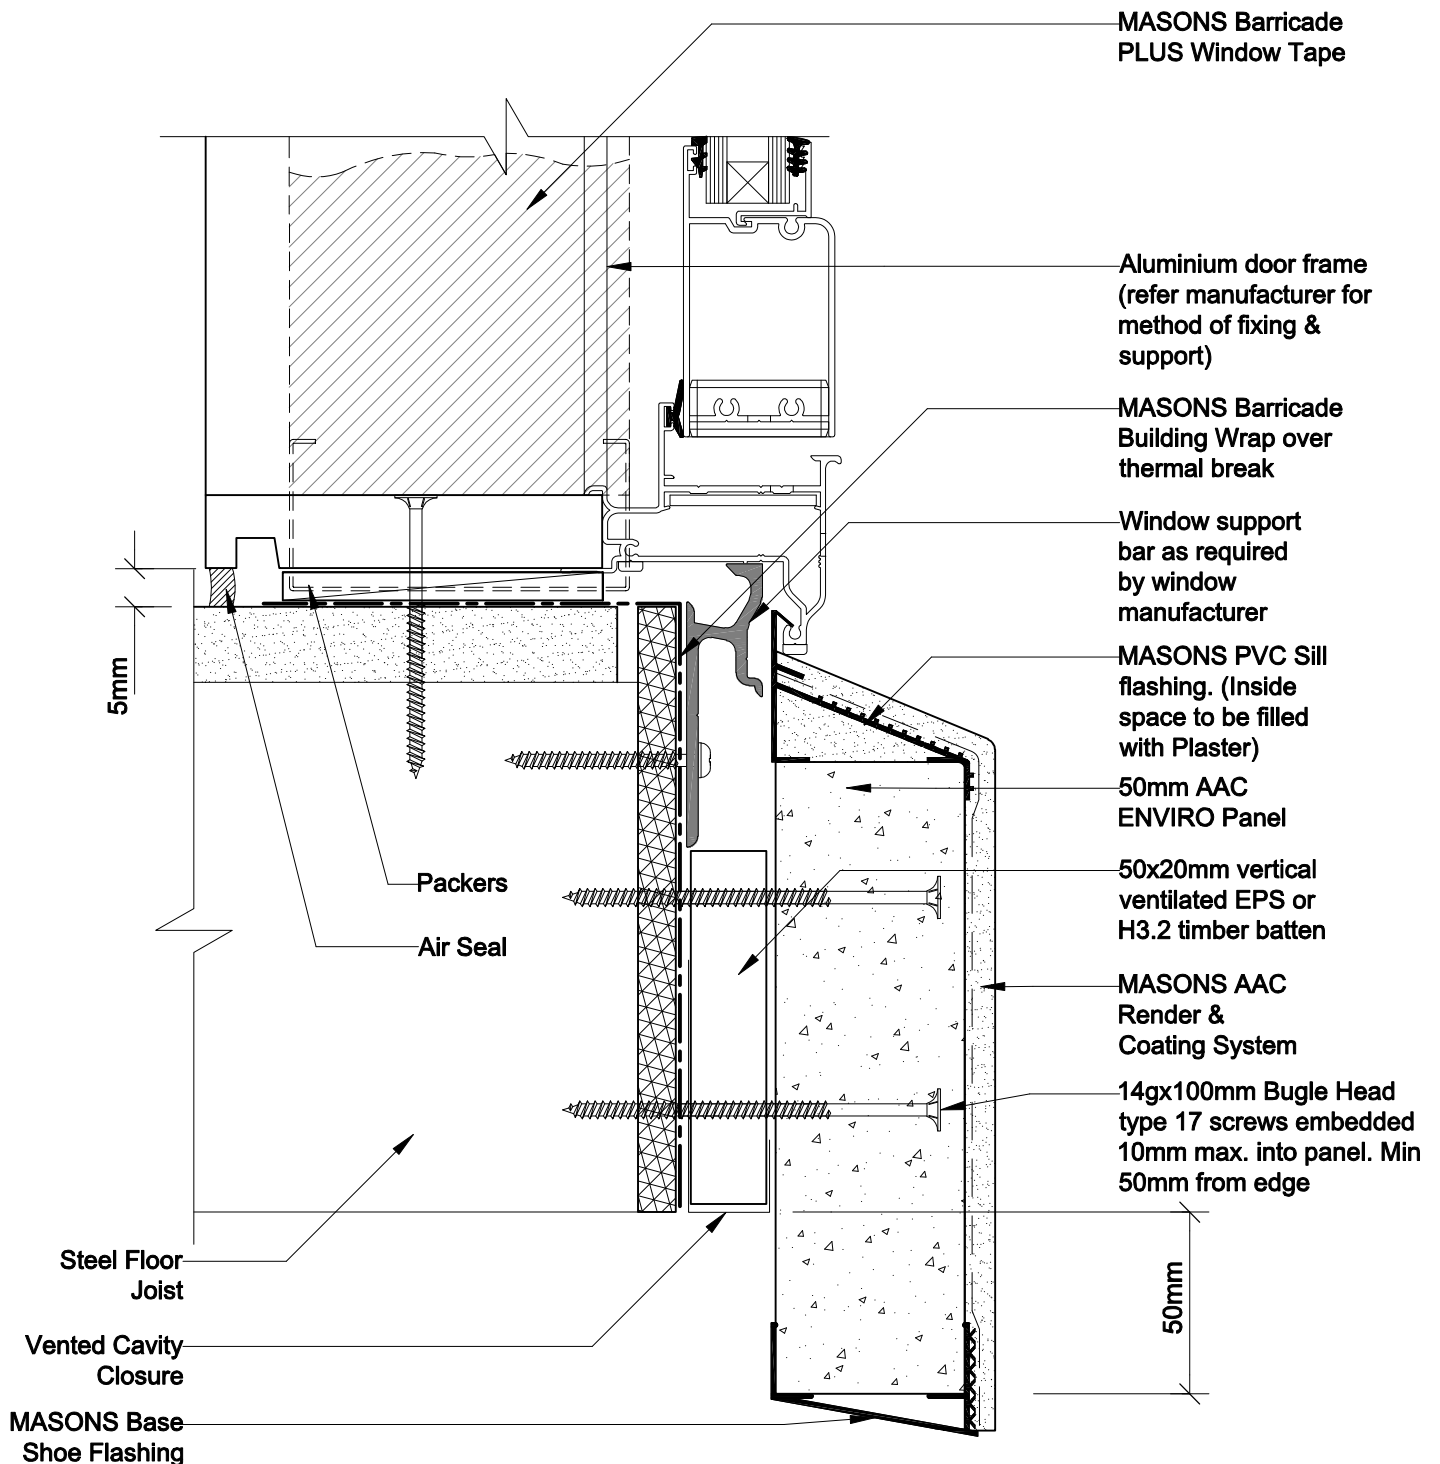 MASONS Barricade
PLUS Window Tape
Aluminium door frame
(refer manufacturer for
method of fixing &
support)
MASONS Barricade
Building Wrap over
thermal break
Window support
bar as required
by window
manufacturer
MASONS PVC Sill
flashing. (Inside
space to be filled
with Plaster)
50mm AAC
ENVIRO Panel
50x20mm vertical
ventilated EPS or
H3.2 timber batten
MASONS AAC
Render &
Coating System
14gx100mm Bugle Head
type 17 screws embedded
10mm max. into panel. Min
50mm from edge
5mm
Packers
Air Seal
50mm
Steel Floor
Joist
Vented Cavity
Closure
MASONS Base
Shoe Flashing